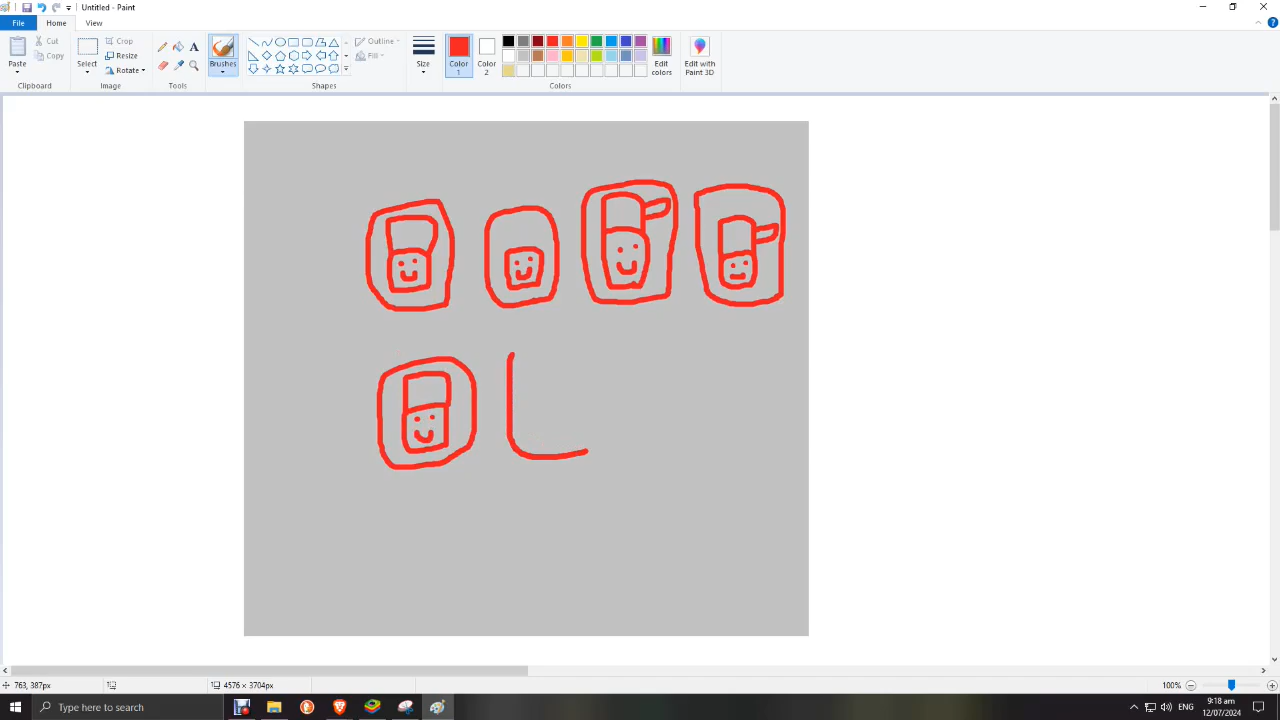 Untitled - Paint
File
Home
View
Paste
Cut
Copy
Clipboard
Select
Crop
Resize
Rotate
Image
A
Tools
Brushes
Outline
Fill
Shapes
Size
Color
1
Color
2
Edit
colors
Colors
Edit with
Paint 3D
763, 387px
4576 × 3704px
100%
Type here to search
ENG
9:18 am
12/07/2024